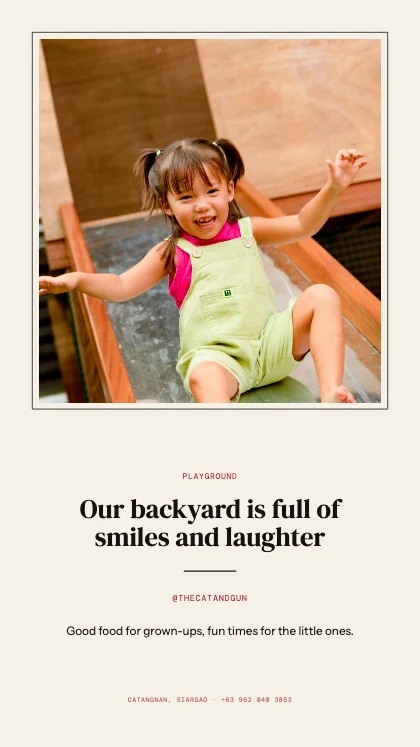 PLAYGROUND
Our backyard is full of
smiles and laughter
@THECATANDGUN
Good food for grown-ups, fun times for the little ones.
CATANGNAN, SIARGAO · +63 962 040 3853